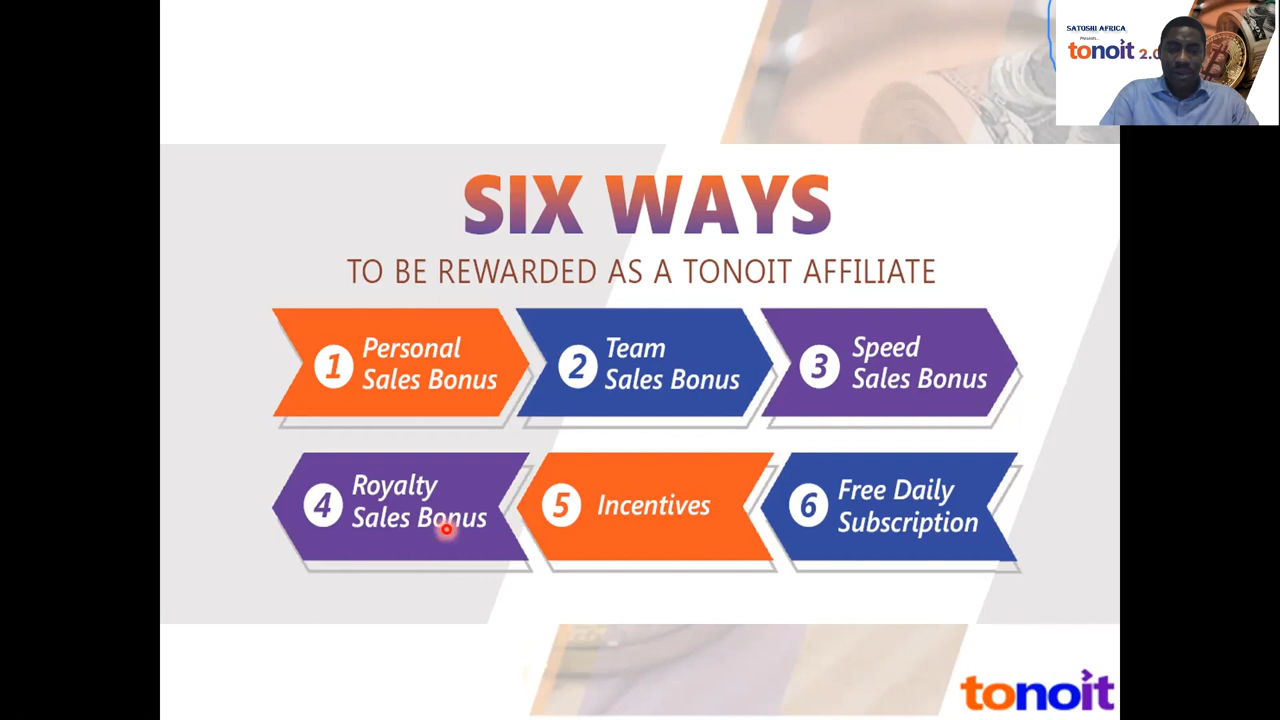 SATOSHI AFRICA
Presents...
tonoit 2.0
SIX WAYS
TO BE REWARDED AS A TONOIT AFFILIATE
1 Personal
Sales Bonus
2 Team
Sales Bonus
3 Speed
Sales Bonus
4 Royalty
Sales Bonus
5 Incentives
6 Free Daily
Subscription
tonoit